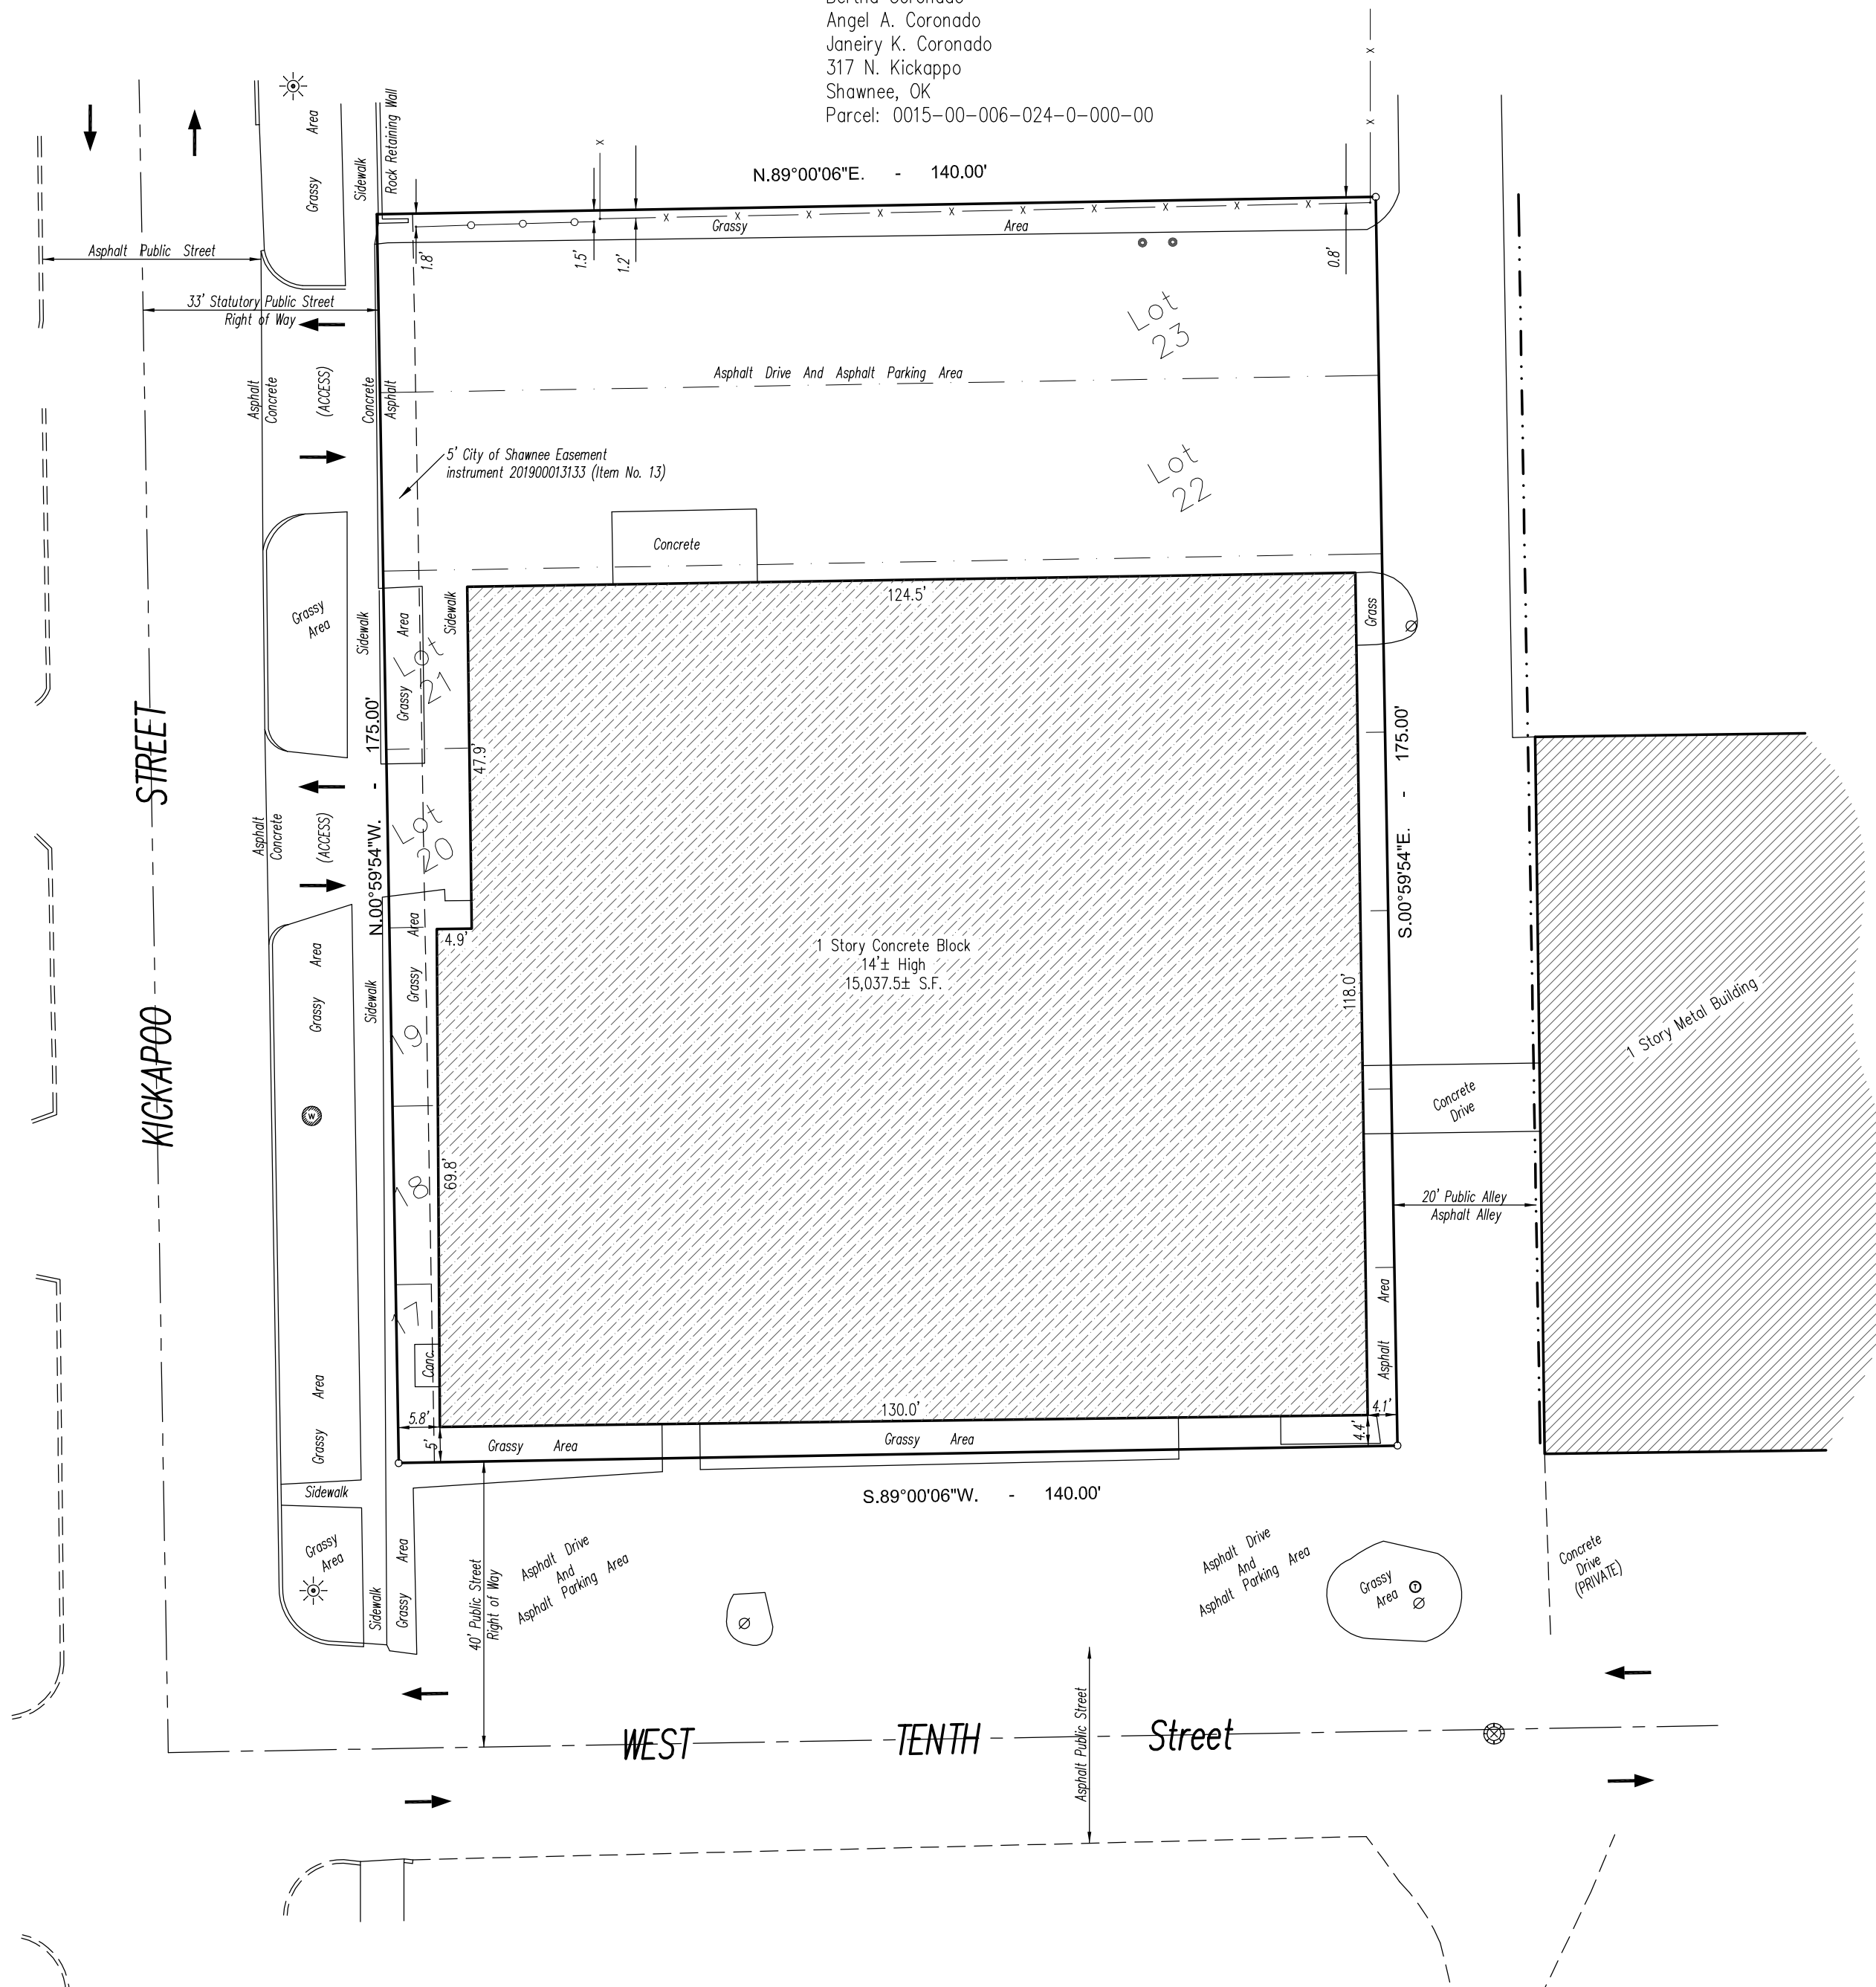 Angel A. Coronado
Janeiry K. Coronado
317 N. Kickappo
Shawnee, OK
Parcel: 0015-00-006-024-0-000-00
N.89°00'06"E. - 140.00'
Grassy Area
Sidewalk
Rock Retaining Wall
Grassy Area
1.8'
1.5'
1.2'
0.8'
Asphalt Public Street
33' Statutory Public Street
Right of Way
Lot
23
Asphalt Drive And Asphalt Parking Area
Asphalt
Concrete
(ACCESS)
Concrete
Asphalt
5' City of Shawnee Easement
instrument 201900013133 (Item No. 13)
Lot
22
Concrete
124.5'
Grassy
Area
Sidewalk
Grassy Area
Sidewalk
Lot
21
Grass
47.9'
N.00°59'54"W. - 175.00'
S.00°59'54"E. - 175.00'
KICKAPOO STREET
Asphalt
Concrete
(ACCESS)
Lot
20
4.9'
Grassy Area
Sidewalk
Grassy Area
19
1 Story Concrete Block
14'± High
15,037.5± S.F.
118.0'
1 Story Metal Building
W
Concrete
Drive
18
69.8'
20' Public Alley
Asphalt Alley
17
Conc.
Asphalt Area
Grassy Area
130.0'
5.8'
5'
4.1'
4.4'
Grassy Area
Grassy Area
Sidewalk
S.89°00'06"W. - 140.00'
Grassy
Area
Sidewalk
Grassy Area
40' Public Street
Right of Way
Asphalt Drive
And
Asphalt Parking Area
Asphalt Drive
And
Asphalt Parking Area
Grassy
Area
T
Concrete
Drive
(PRIVATE)
Asphalt Public Street
WEST TENTH Street